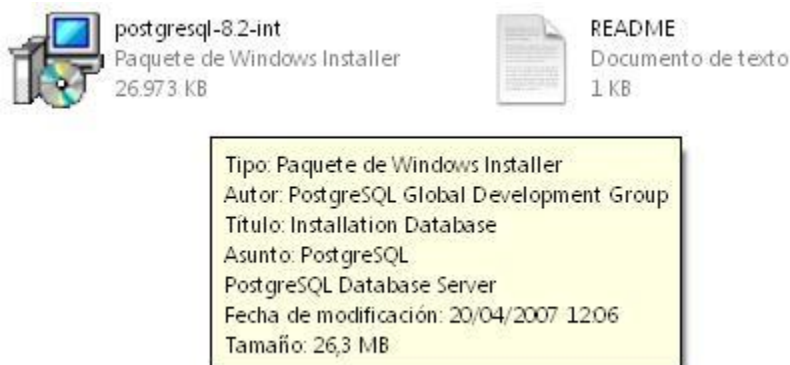 postgresql-8.2-int
Paquete de Windows Installer
26.973 KB
README
Documento de texto
1 KB
Tipo: Paquete de Windows Installer
Autor: PostgreSQL Global Development Group
Título: Installation Database
Asunto: PostgreSQL
PostgreSQL Database Server
Fecha de modificación: 20/04/2007 12:06
Tamaño: 26,3 MB